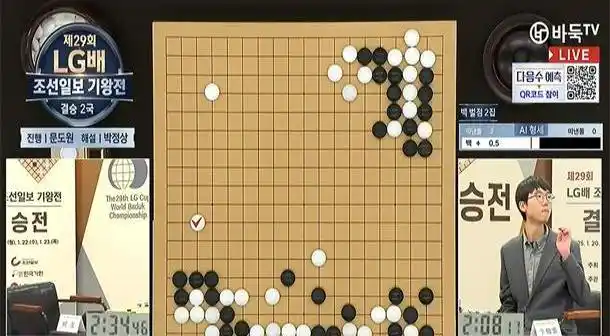 제29회
LG배
조선일보 기왕전
결승 2국
진행 | 문도원 해설 | 박정상
바둑TV
LIVE
다음수 예측
QR코드 참여
백 벌점 2집
AI 형세
백 + 0.5
조선일보 기왕전
승전
The 29th LG Cup
World Baduk
Championship
2:34 46
승전
제29회
LG배 조
결
2:08